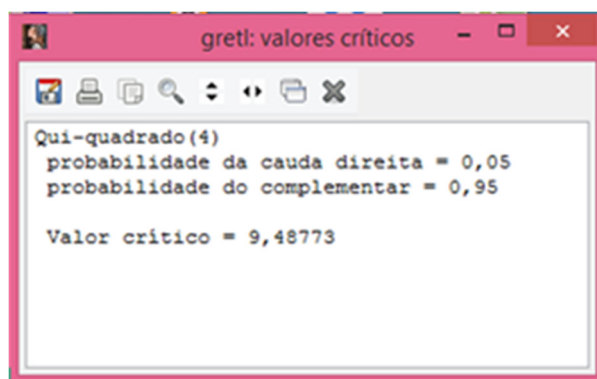 gretl: valores críticos
Qui-quadrado(4)
probabilidade da cauda direita = 0,05
probabilidade do complementar = 0,95
Valor crítico = 9,48773